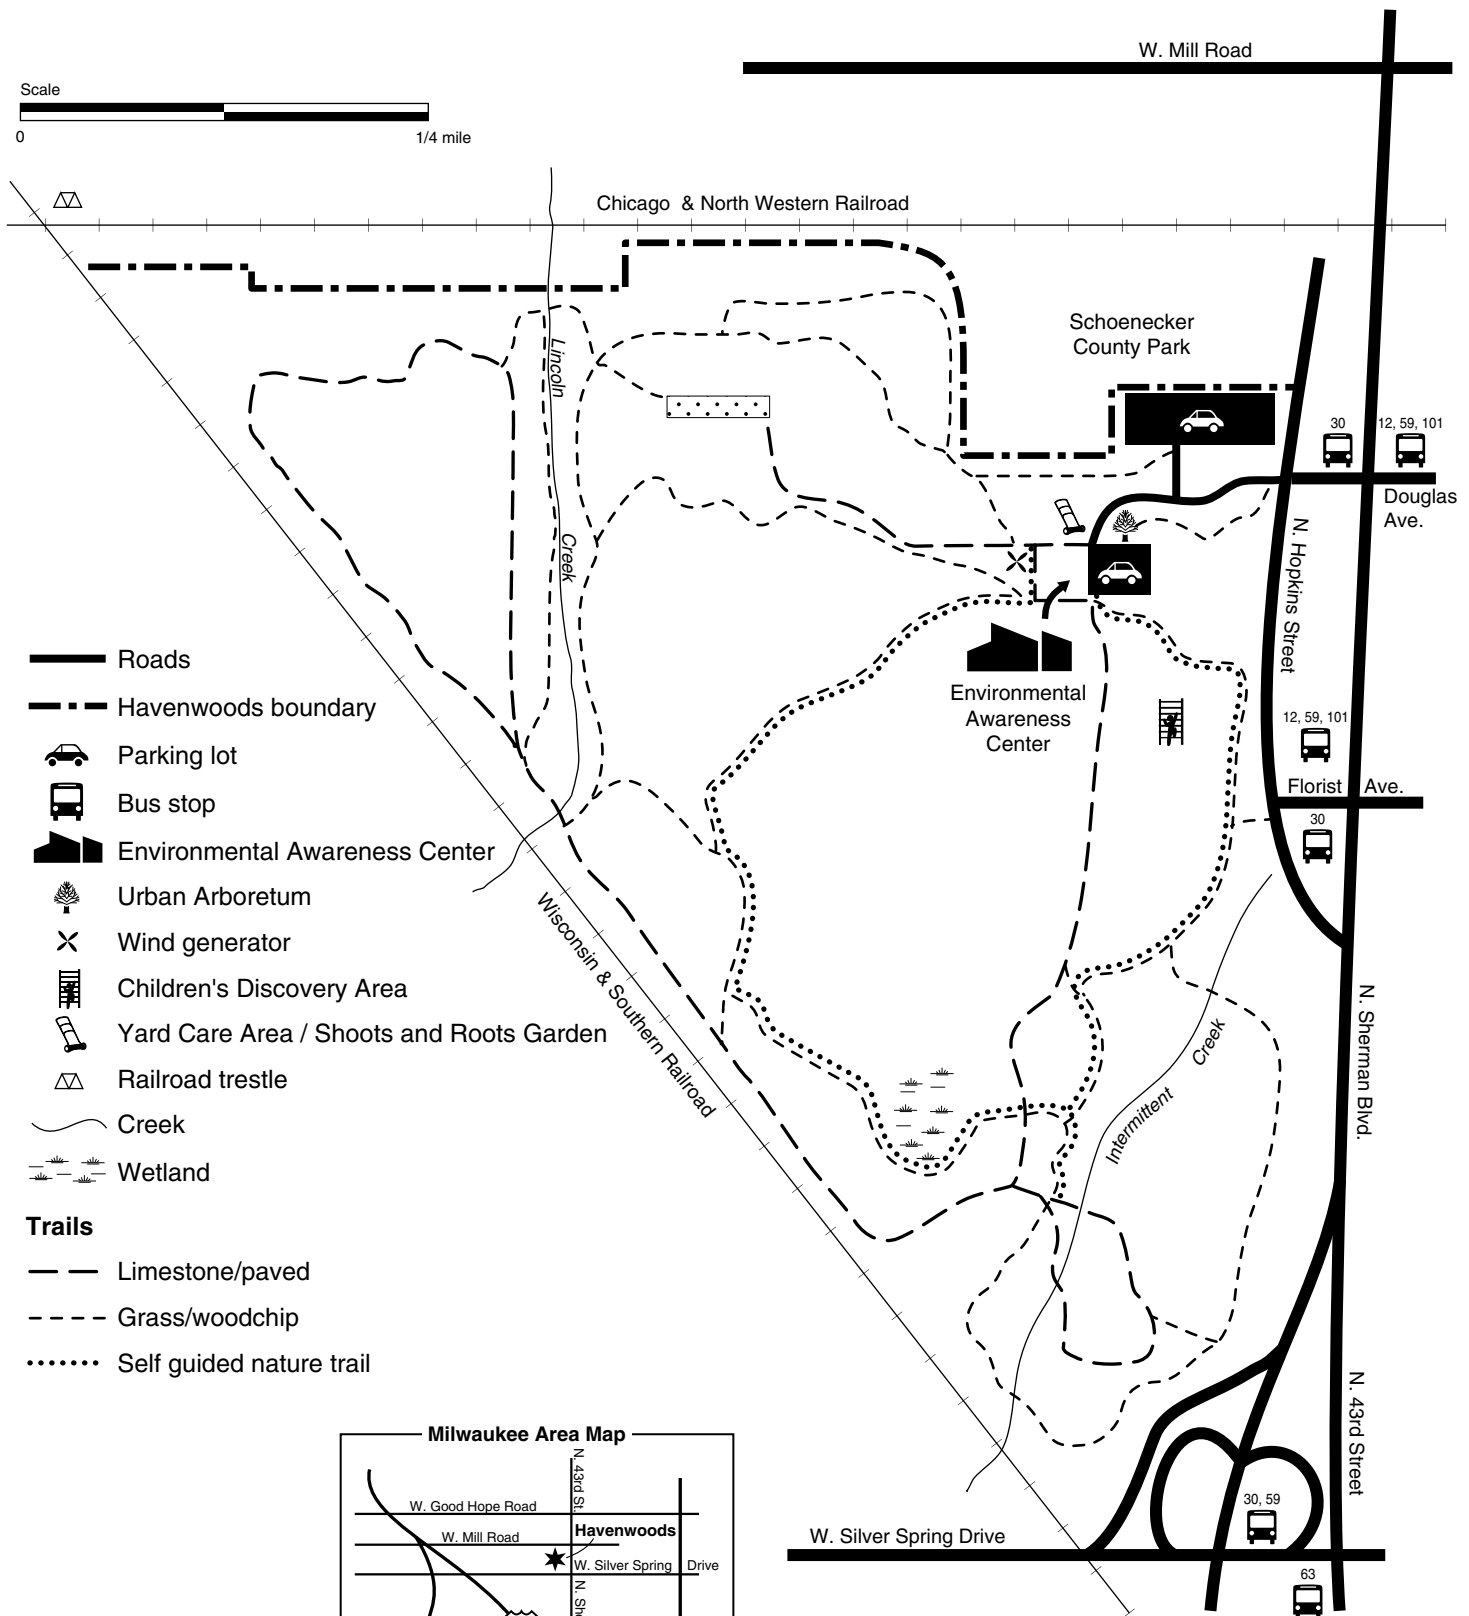 W. Mill Road
Scale
0
1/4 mile
Chicago & North Western Railroad
Schoenecker
County Park
Lincoln
Creek
30
12, 59, 101
Douglas
Ave.
N. Hopkins Street
Environmental
Awareness
Center
12, 59, 101
Florist Ave.
30
Roads
Havenwoods boundary
Parking lot
Bus stop
Environmental Awareness Center
Urban Arboretum
Wind generator
Children's Discovery Area
Yard Care Area / Shoots and Roots Garden
Railroad trestle
Creek
Wetland
Trails
Limestone/paved
Grass/woodchip
Self guided nature trail
Wisconsin & Southern Railroad
Intermittent Creek
N. Sherman Blvd.
N. 43rd Street
30, 59
W. Silver Spring Drive
63
Milwaukee Area Map
N. 43rd St.
W. Good Hope Road
W. Mill Road
Havenwoods
W. Silver Spring Drive
N.